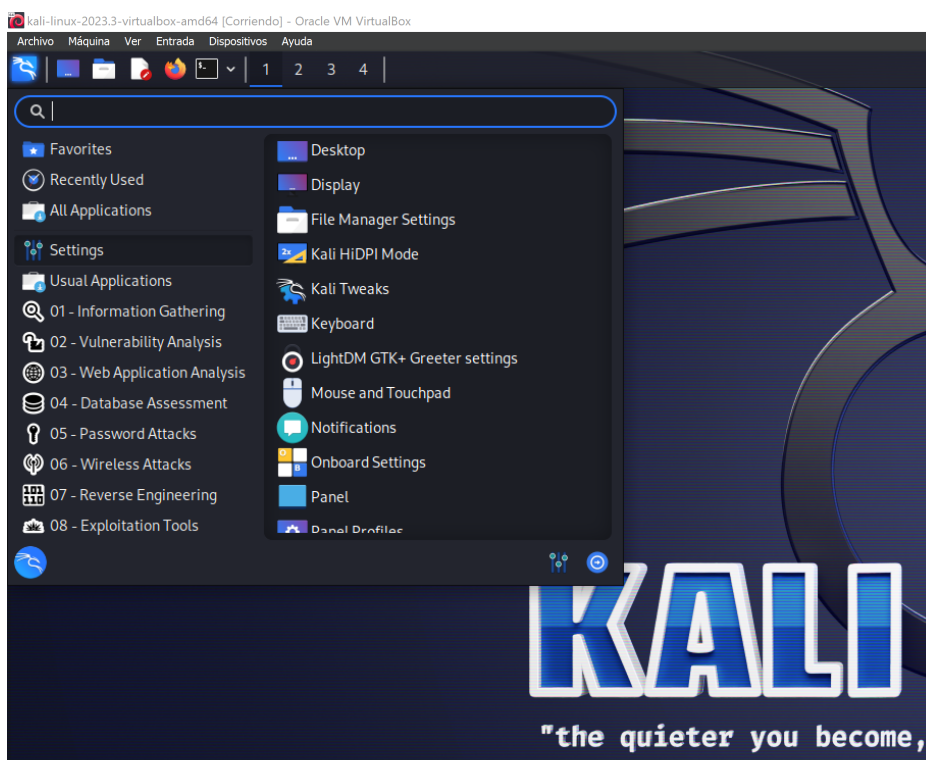 kali-linux-2023.3-virtualbox-amd64 [Corriendo] - Oracle VM VirtualBox
Archivo Máquina Ver Entrada Dispositivos Ayuda
1 2 3 4
Favorites
Recently Used
All Applications
Settings
Usual Applications
01 - Information Gathering
02 - Vulnerability Analysis
03 - Web Application Analysis
04 - Database Assessment
05 - Password Attacks
06 - Wireless Attacks
07 - Reverse Engineering
08 - Exploitation Tools
Desktop
Display
File Manager Settings
2x Kali HiDPI Mode
Kali Tweaks
Keyboard
LightDM GTK+ Greeter settings
Mouse and Touchpad
Notifications
Onboard Settings
Panel
Panel Profiles
KALI
"the quieter you become,